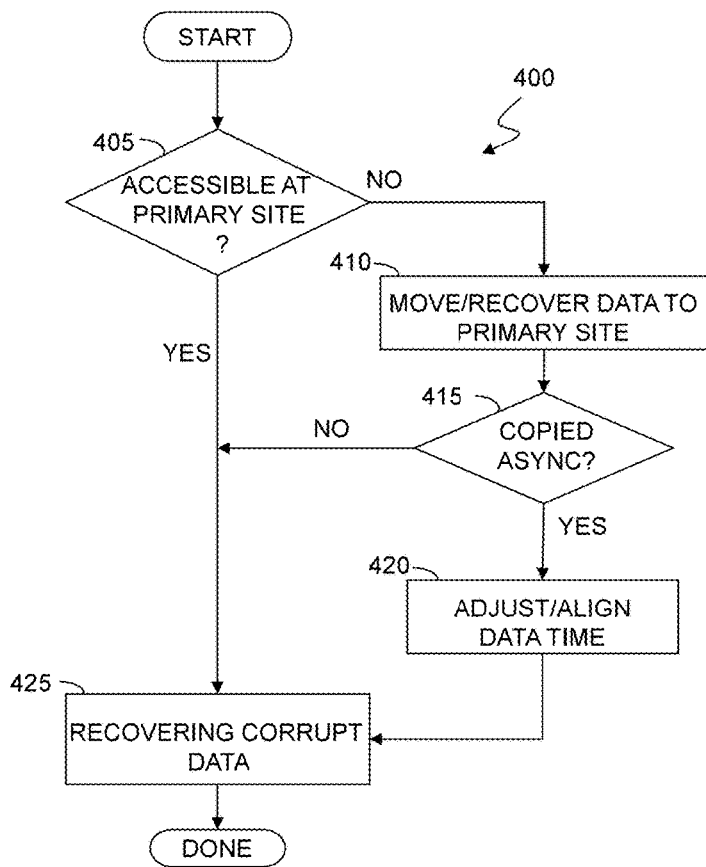 START
400
405
ACCESSIBLE AT
PRIMARY SITE
?
NO
410
MOVE/RECOVER DATA TO
PRIMARY SITE
YES
415
NO
COPIED
ASYNC?
YES
420
ADJUST/ALIGN
DATA TIME
425
RECOVERING CORRUPT
DATA
DONE